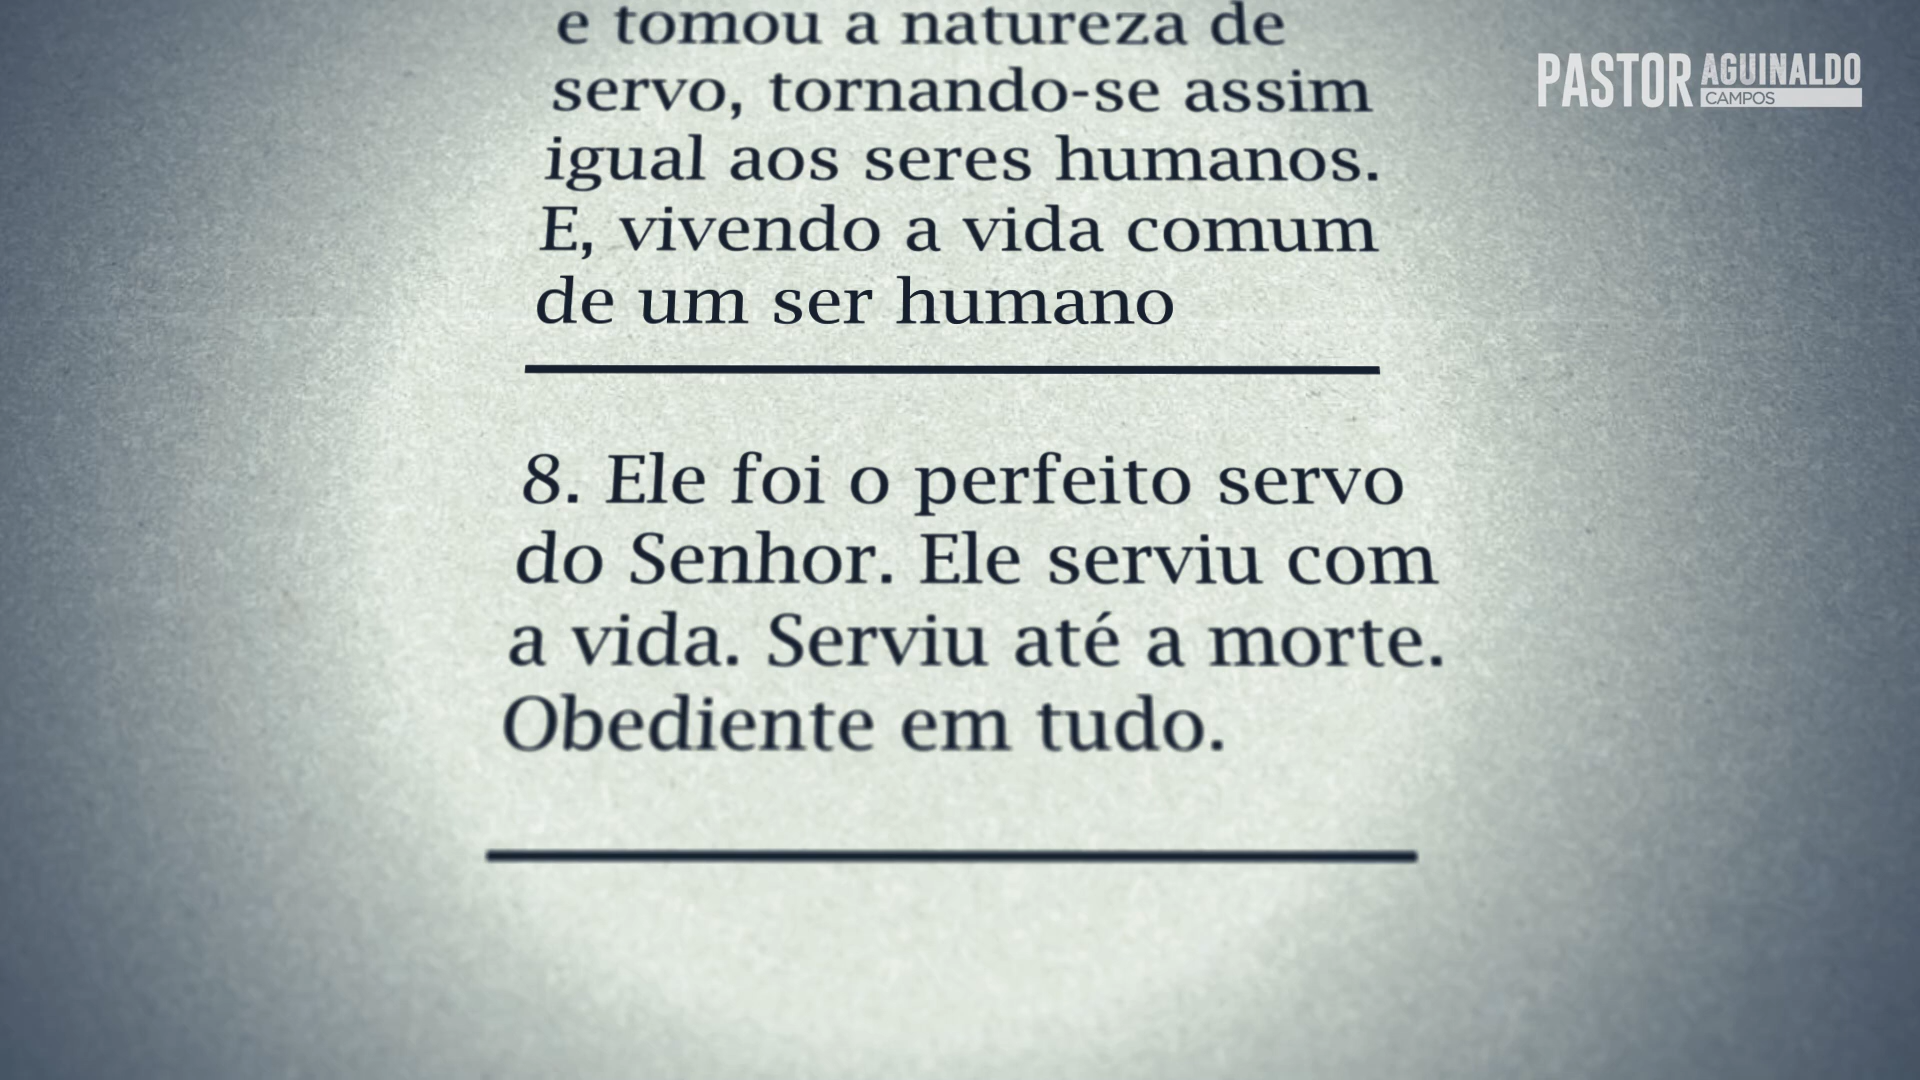 e tomou a natureza de
servo, tornando-se assim
igual aos seres humanos.
E, vivendo a vida comum
de um ser humano
8. Ele foi o perfeito servo
do Senhor. Ele serviu com
a vida. Serviu até a morte.
Obediente em tudo.
PASTOR AGUINALDO
CAMPOS